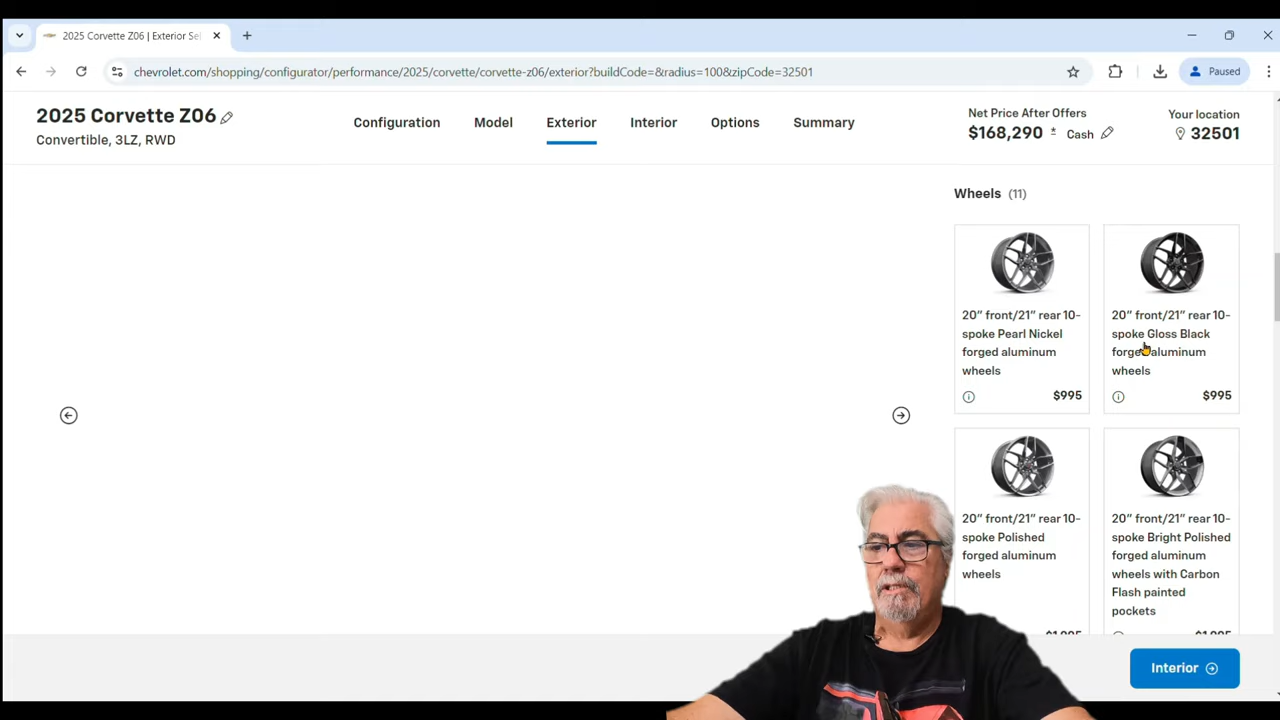 2025 Corvette Z06 | Exterior Se
chevrolet.com/shopping/configurator/performance/2025/corvette/corvette-z06/exterior?buildCode=&radius=100&zipCode=32501
Paused
2025 Corvette Z06
Convertible, 3LZ, RWD
Configuration
Model
Exterior
Interior
Options
Summary
Net Price After Offers
$168,290 ± Cash
Your location
32501
Wheels (11)
20" front/21" rear 10-
spoke Pearl Nickel
forged aluminum
wheels
$995
20" front/21" rear 10-
spoke Gloss Black
forged aluminum
wheels
$995
20" front/21" rear 10-
spoke Polished
forged aluminum
wheels
20" front/21" rear 10-
spoke Bright Polished
forged aluminum
wheels with Carbon
Flash painted
pockets
Interior